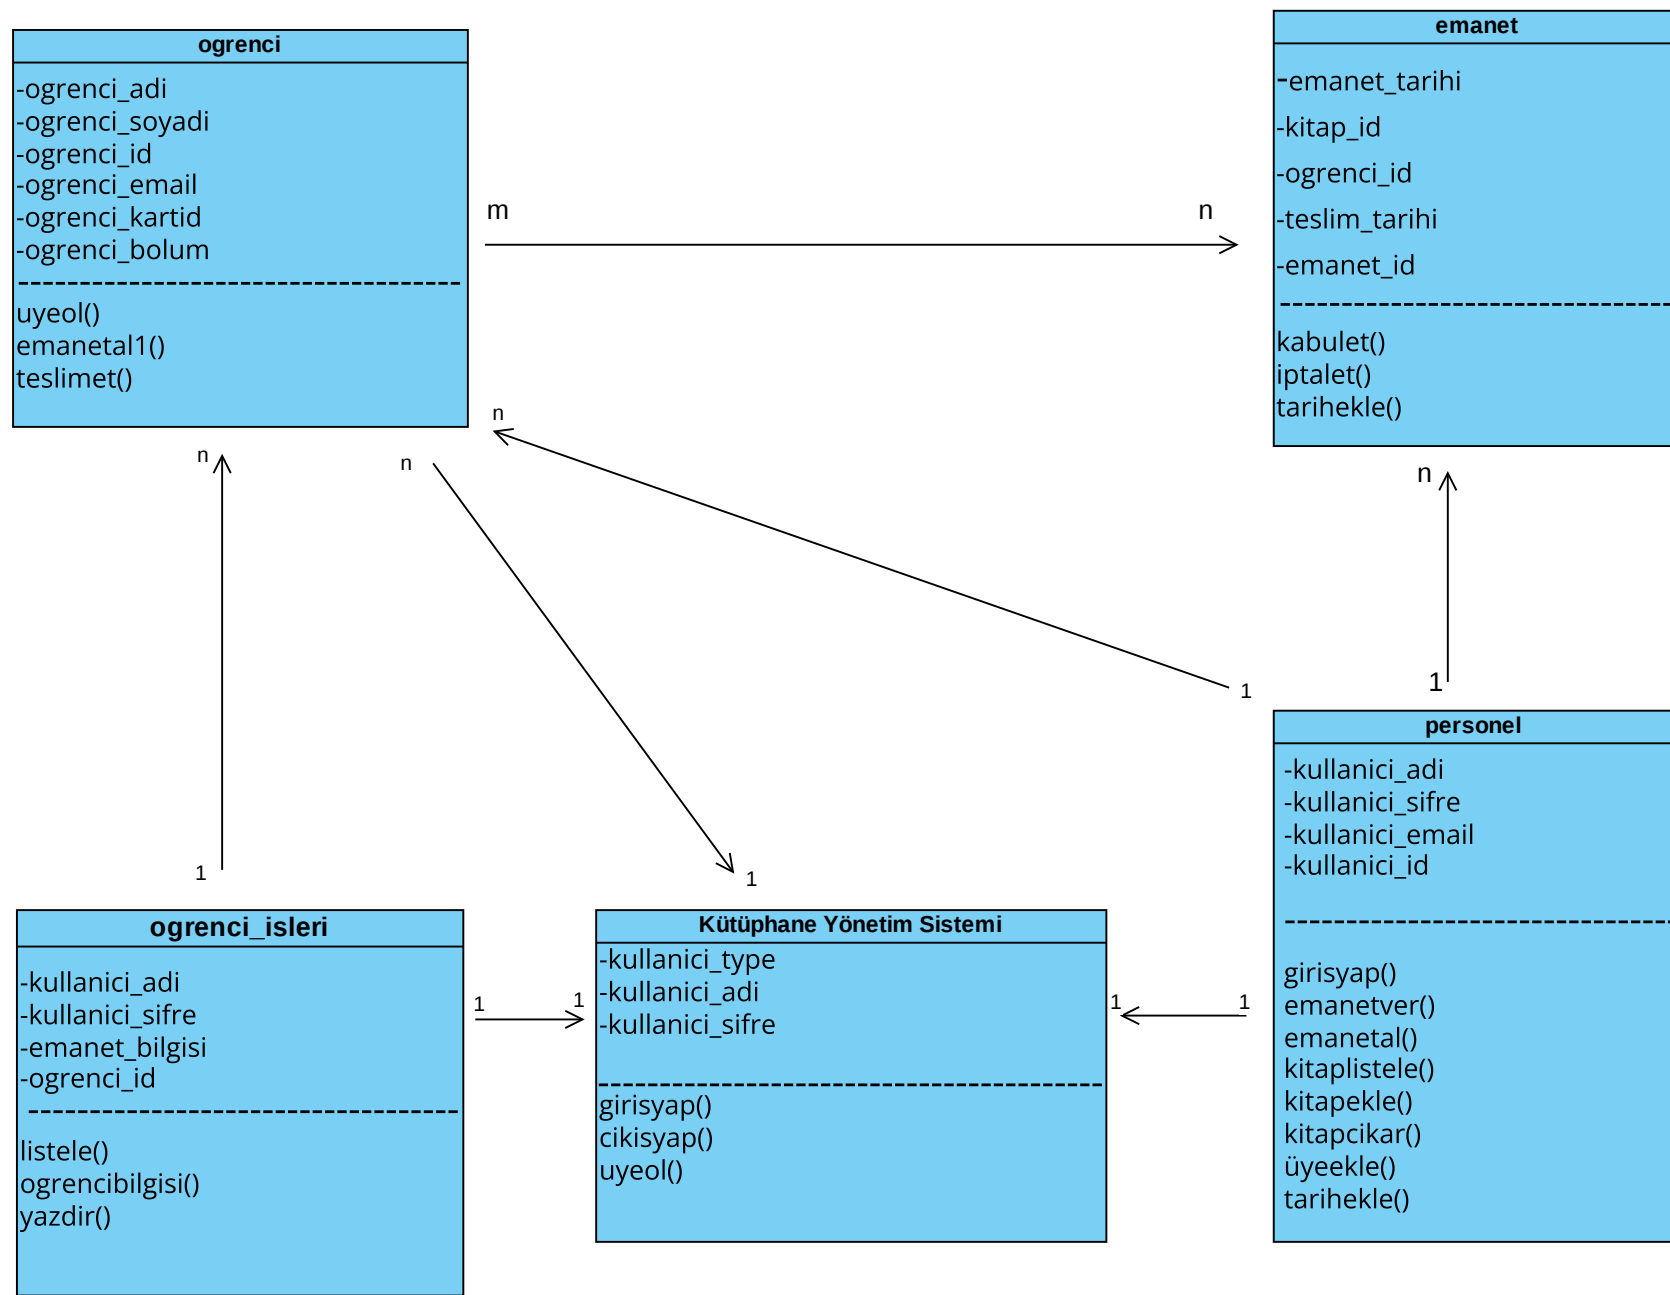 ogrenci
-ogrenci_adi
-ogrenci_soyadi
-ogrenci_id
-ogrenci_email
-ogrenci_kartid
-ogrenci_bolum
------------------------------------
uyeol()
emanetal1()
teslimet()
emanet
-emanet_tarihi
-kitap_id
-ogrenci_id
-teslim_tarihi
-emanet_id
--------------------------------
kabulet()
iptalet()
tarihekle()
m
n
n
n
n
n
1
1
1
1
personel
-kullanici_adi
-kullanici_sifre
-kullanici_email
-kullanici_id
--------------------------------
girisyap()
emanetver()
emanetal()
kitaplistele()
kitapekle()
kitapcikar()
üyeekle()
tarihekle()
ogrenci_isleri
-kullanici_adi
-kullanici_sifre
-emanet_bilgisi
-ogrenci_id
-----------------------------------
listele()
ogrencibilgisi()
yazdir()
1
1
Kütüphane Yönetim Sistemi
-kullanici_type
-kullanici_adi
-kullanici_sifre
-----------------------------------------
girisyap()
cikisyap()
uyeol()
1
1